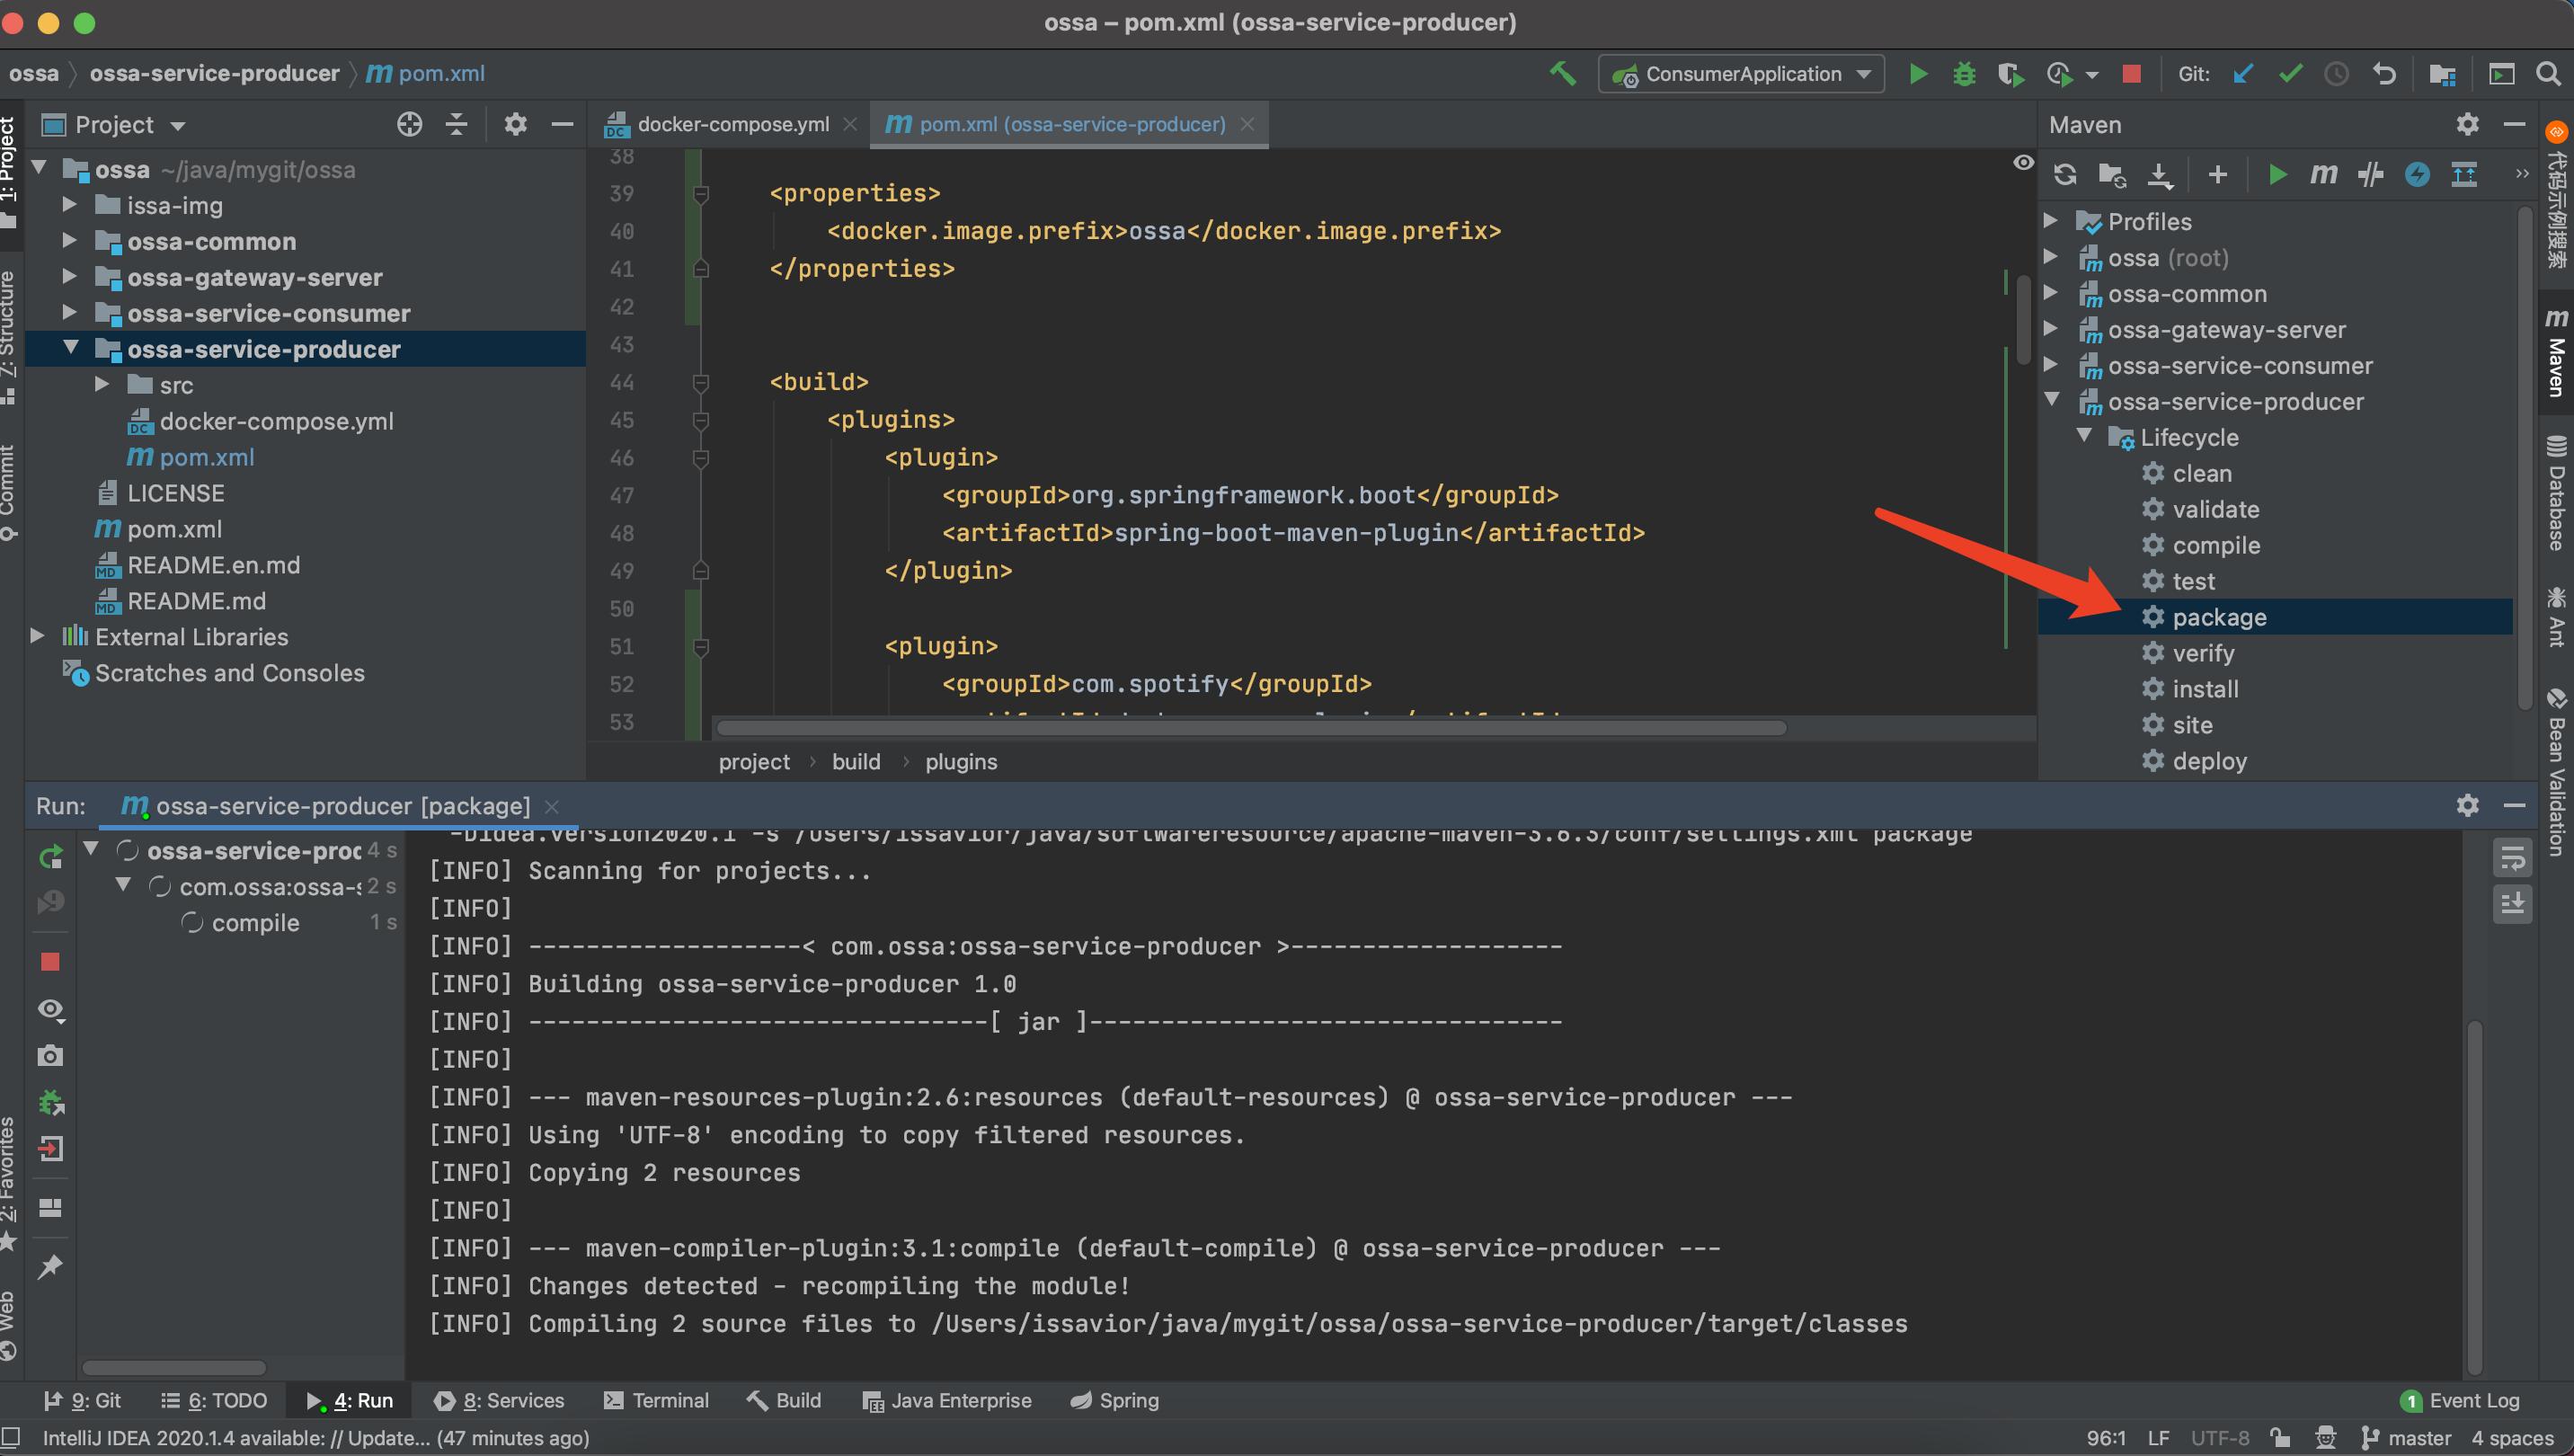 ossa – pom.xml (ossa-service-producer)
ossa
ossa-service-producer
pom.xml
ConsumerApplication
Git:
1: Project
7: Structure
Commit
2: Favorites
Web
Project
ossa ~/java/mygit/ossa
issa-img
ossa-common
ossa-gateway-server
ossa-service-consumer
ossa-service-producer
src
docker-compose.yml
pom.xml
LICENSE
pom.xml
README.en.md
README.md
External Libraries
Scratches and Consoles
docker-compose.yml
pom.xml (ossa-service-producer)
38
39 <properties>
40 <docker.image.prefix>ossa</docker.image.prefix>
41 </properties>
42
43
44 <build>
45 <plugins>
46 <plugin>
47 <groupId>org.springframework.boot</groupId>
48 <artifactId>spring-boot-maven-plugin</artifactId>
49 </plugin>
50
51 <plugin>
52 <groupId>com.spotify</groupId>
53
project
build
plugins
Maven
Profiles
ossa (root)
ossa-common
ossa-gateway-server
ossa-service-consumer
ossa-service-producer
Lifecycle
clean
validate
compile
test
package
verify
install
site
deploy
代码示例搜索
Maven
Database
Ant
Bean Validation
Run:
ossa-service-producer [package]
ossa-service-proc 4 s
com.ossa:ossa-s 2 s
compile 1 s
-Didea.version2020.1 -s /Users/issavior/java/softwareresource/apache-maven-3.6.3/conf/settings.xml package
[INFO] Scanning for projects...
[INFO]
[INFO] -------------------< com.ossa:ossa-service-producer >-------------------
[INFO] Building ossa-service-producer 1.0
[INFO] --------------------------------[ jar ]---------------------------------
[INFO]
[INFO] --- maven-resources-plugin:2.6:resources (default-resources) @ ossa-service-producer ---
[INFO] Using 'UTF-8' encoding to copy filtered resources.
[INFO] Copying 2 resources
[INFO]
[INFO] --- maven-compiler-plugin:3.1:compile (default-compile) @ ossa-service-producer ---
[INFO] Changes detected - recompiling the module!
[INFO] Compiling 2 source files to /Users/issavior/java/mygit/ossa/ossa-service-producer/target/classes
9: Git
6: TODO
4: Run
8: Services
Terminal
Build
Java Enterprise
Spring
1 Event Log
IntelliJ IDEA 2020.1.4 available: // Update... (47 minutes ago)
96:1
LF
UTF-8
master
4 spaces